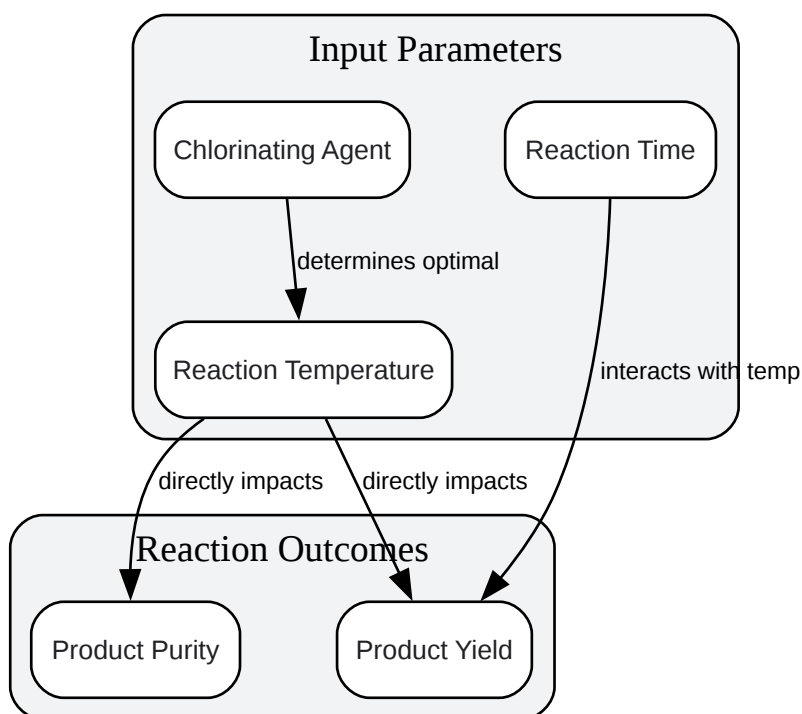 Input Parameters
Chlorinating Agent
Reaction Time
determines optimal
Reaction Temperature
interacts with temp
directly impacts
directly impacts
Reaction Outcomes
Product Purity
Product Yield